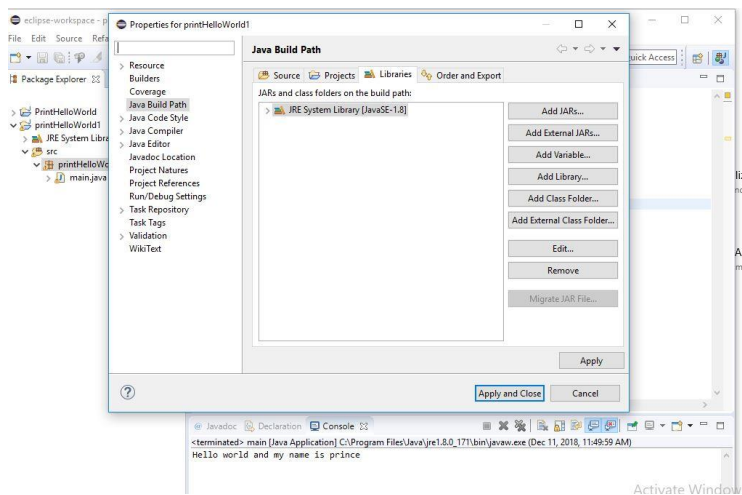 eclipse-workspace - p
File Edit Source Refa
Quick Access
Package Explorer
PrintHelloWorld
printHelloWorld1
JRE System Libra
src
printHelloWo
main.java
Properties for printHelloWorld1
Resource
Builders
Coverage
Java Build Path
Java Code Style
Java Compiler
Java Editor
Javadoc Location
Project Natures
Project References
Run/Debug Settings
Task Repository
Task Tags
Validation
WikiText
Java Build Path
Source Projects Libraries Order and Export
JARs and class folders on the build path:
JRE System Library [JavaSE-1.8]
Add JARs...
Add External JARs...
Add Variable...
Add Library...
Add Class Folder...
Add External Class Folder...
Edit...
Remove
Migrate JAR File...
Apply
Apply and Close Cancel
@ Javadoc Declaration Console
<terminated> main [Java Application] C:\Program Files\Java\jre1.8.0_171\bin\javaw.exe (Dec 11, 2018, 11:49:59 AM)
Hello world and my name is prince
Activate Window